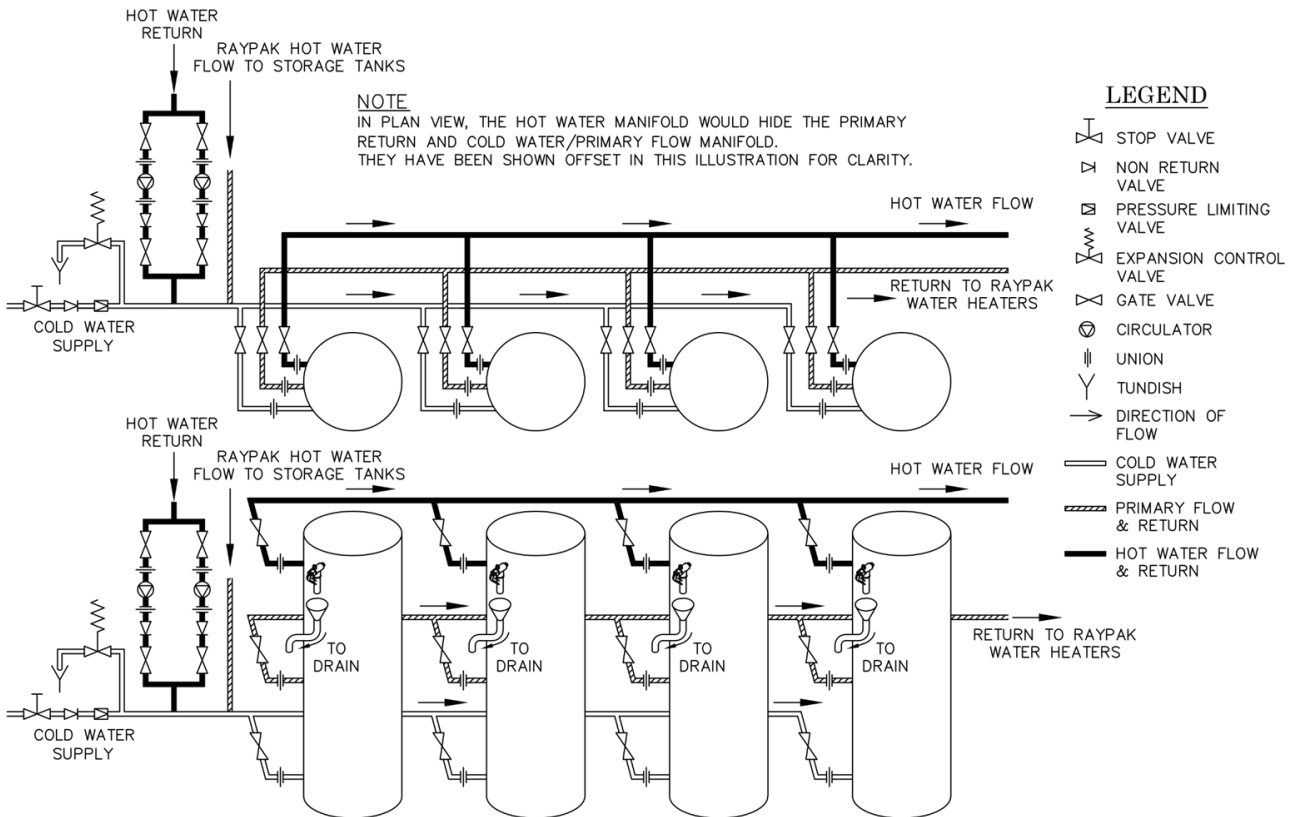 HOT WATER
RETURN
RAYPAK HOT WATER
FLOW TO STORAGE TANKS
NOTE
IN PLAN VIEW, THE HOT WATER MANIFOLD WOULD HIDE THE PRIMARY
RETURN AND COLD WATER/PRIMARY FLOW MANIFOLD.
THEY HAVE BEEN SHOWN OFFSET IN THIS ILLUSTRATION FOR CLARITY.
HOT WATER FLOW
RETURN TO RAYPAK
WATER HEATERS
COLD WATER
SUPPLY
HOT WATER
RETURN
RAYPAK HOT WATER
FLOW TO STORAGE TANKS
HOT WATER FLOW
TO
DRAIN
TO
DRAIN
TO
DRAIN
TO
DRAIN
RETURN TO RAYPAK
WATER HEATERS
COLD WATER
SUPPLY
LEGEND
STOP VALVE
NON RETURN
VALVE
PRESSURE LIMITING
VALVE
EXPANSION CONTROL
VALVE
GATE VALVE
CIRCULATOR
UNION
TUNDISH
DIRECTION OF
FLOW
COLD WATER
SUPPLY
PRIMARY FLOW
& RETURN
HOT WATER FLOW
& RETURN